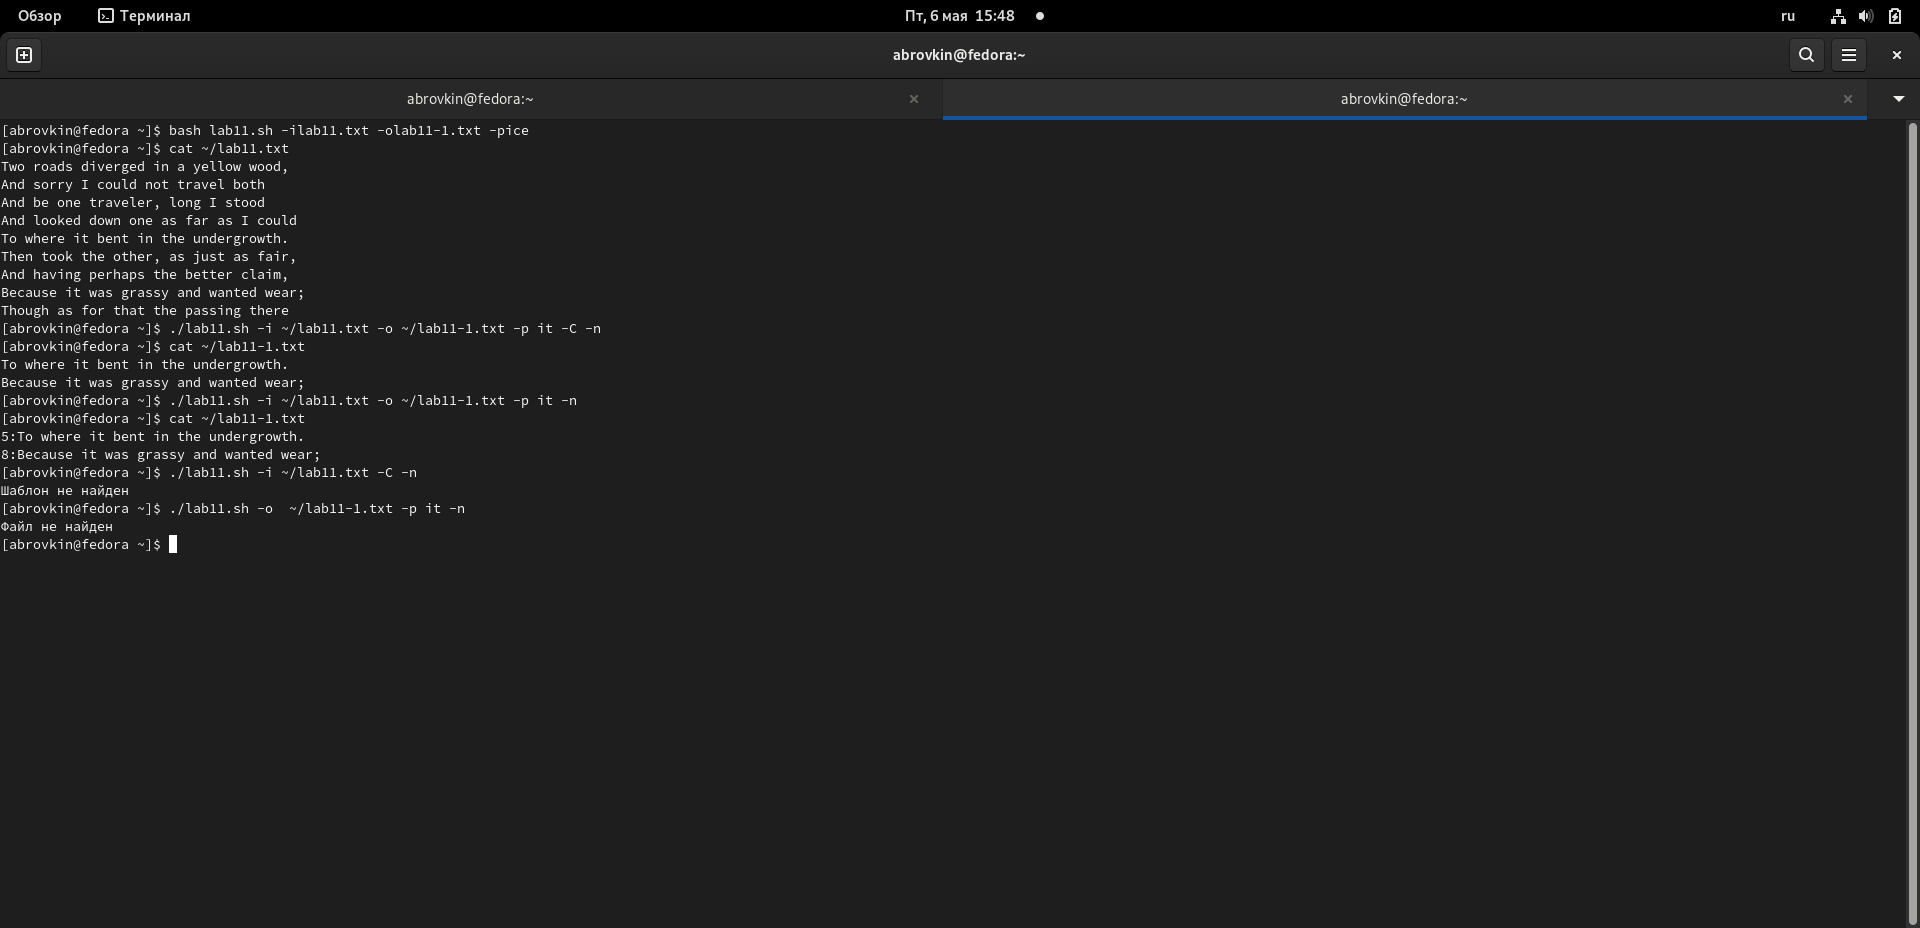 Обзор Терминал Пт, 6 мая 15:48 ru
abrovkin@fedora:~
abrovkin@fedora:~ abrovkin@fedora:~
[abrovkin@fedora ~]$ bash lab11.sh -ilab11.txt -olab11-1.txt -pice
[abrovkin@fedora ~]$ cat ~/lab11.txt
Two roads diverged in a yellow wood,
And sorry I could not travel both
And be one traveler, long I stood
And looked down one as far as I could
To where it bent in the undergrowth.
Then took the other, as just as fair,
And having perhaps the better claim,
Because it was grassy and wanted wear;
Though as for that the passing there
[abrovkin@fedora ~]$ ./lab11.sh -i ~/lab11.txt -o ~/lab11-1.txt -p it -C -n
[abrovkin@fedora ~]$ cat ~/lab11-1.txt
To where it bent in the undergrowth.
Because it was grassy and wanted wear;
[abrovkin@fedora ~]$ ./lab11.sh -i ~/lab11.txt -o ~/lab11-1.txt -p it -n
[abrovkin@fedora ~]$ cat ~/lab11-1.txt
5:To where it bent in the undergrowth.
8:Because it was grassy and wanted wear;
[abrovkin@fedora ~]$ ./lab11.sh -i ~/lab11.txt -C -n
Шаблон не найден
[abrovkin@fedora ~]$ ./lab11.sh -o  ~/lab11-1.txt -p it -n
Файл не найден
[abrovkin@fedora ~]$